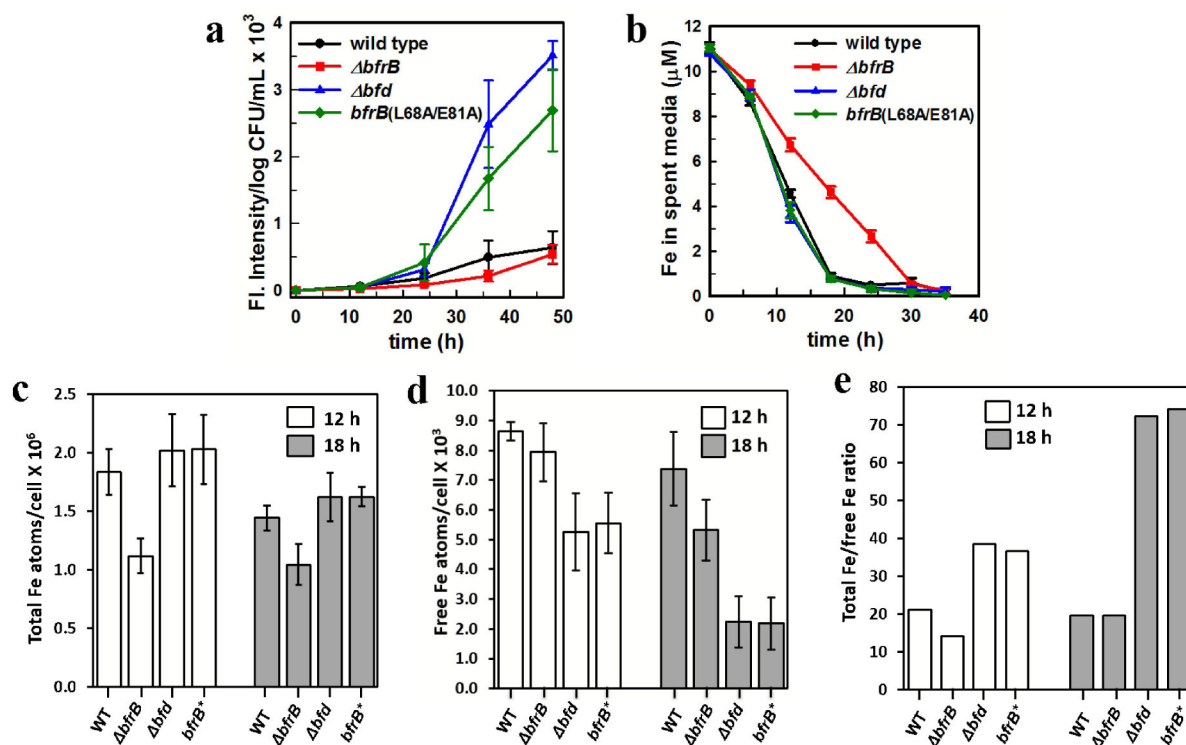 a
wild type
ΔbfrB
Δbfd
bfrB(L68A/E81A)
Fl. Intensity/log CFU/mL x 10³
4
3
2
1
0
0 10 20 30 40 50
time (h)
b
wild type
ΔbfrB
Δbfd
bfrB(L68A/E81A)
Fe in spent media (μM)
12
10
8
6
4
2
0
0 10 20 30 40
time (h)
c
12 h
18 h
Total Fe atoms/cell X 10⁶
2.5
2.0
1.5
1.0
0.5
0.0
WT ΔbfrB Δbfd bfrB* WT ΔbfrB Δbfd bfrB*
d
12 h
18 h
Free Fe atoms/cell X 10³
10.0
9.0
8.0
7.0
6.0
5.0
4.0
3.0
2.0
1.0
0.0
WT ΔbfrB Δbfd bfrB* WT ΔbfrB Δbfd bfrB*
e
12 h
18 h
Total Fe/free Fe ratio
80
70
60
50
40
30
20
10
0
WT ΔbfrB Δbfd bfrB* WT ΔbfrB Δbfd bfrB*